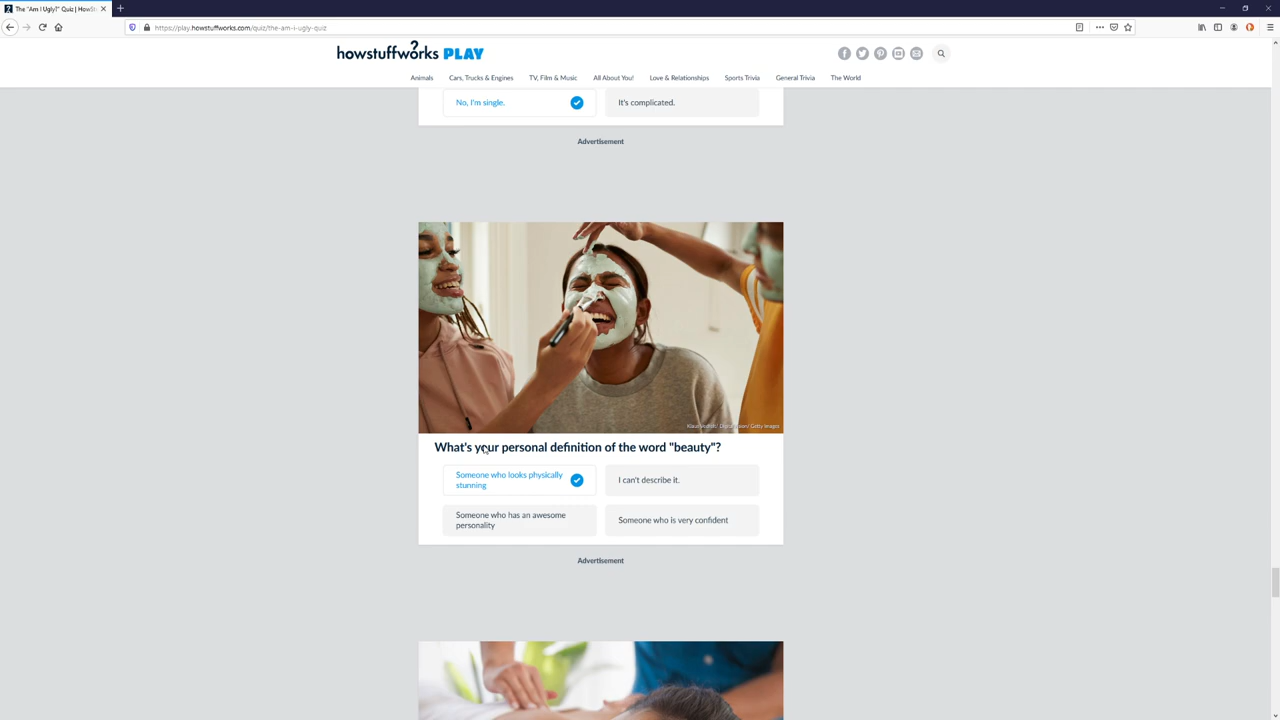 The "Am I Ugly?" Quiz | HowSt
https://play.howstuffworks.com/quiz/the-am-i-ugly-quiz
howstuffworks PLAY
Animals
Cars, Trucks & Engines
TV, Film & Music
All About You!
Love & Relationships
Sports Trivia
General Trivia
The World
No, I'm single.
It's complicated.
Advertisement
Klaus Vedfelt/ Digital Vision/ Getty Images
What's your personal definition of the word "beauty"?
Someone who looks physically
stunning
I can't describe it.
Someone who has an awesome
personality
Someone who is very confident
Advertisement